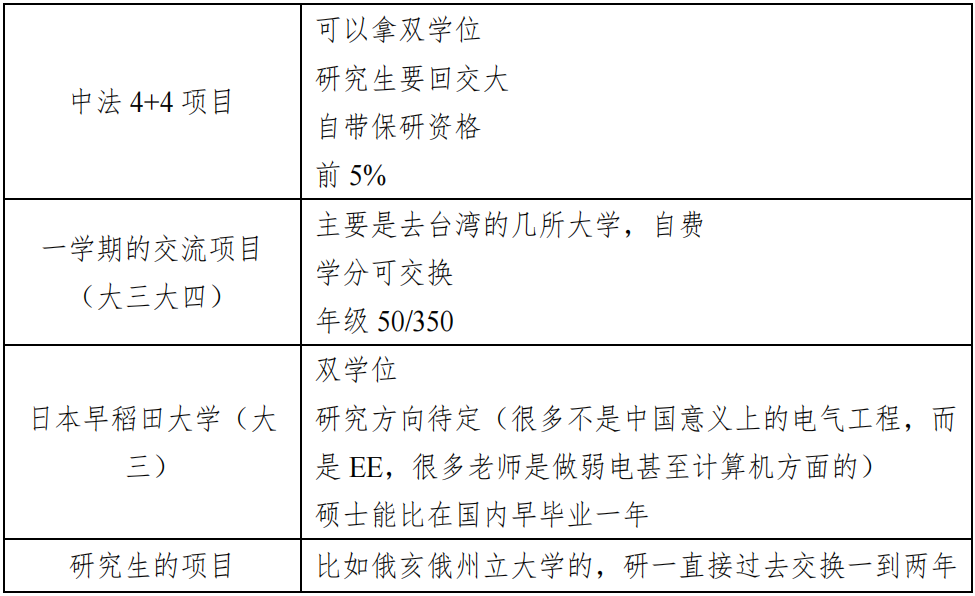 中法 4+4 项目
可以拿双学位
研究生要回交大
自带保研资格
前 5%
一学期的交流项目
（大三大四）
主要是去台湾的几所大学，自费
学分可交换
年级 50/350
日本早稻田大学（大
三）
双学位
研究方向待定（很多不是中国意义上的电气工程，而
是 EE，很多老师是做弱电甚至计算机方面的）
硕士能比在国内早毕业一年
研究生的项目
比如俄亥俄州立大学的，研一直接过去交换一到两年